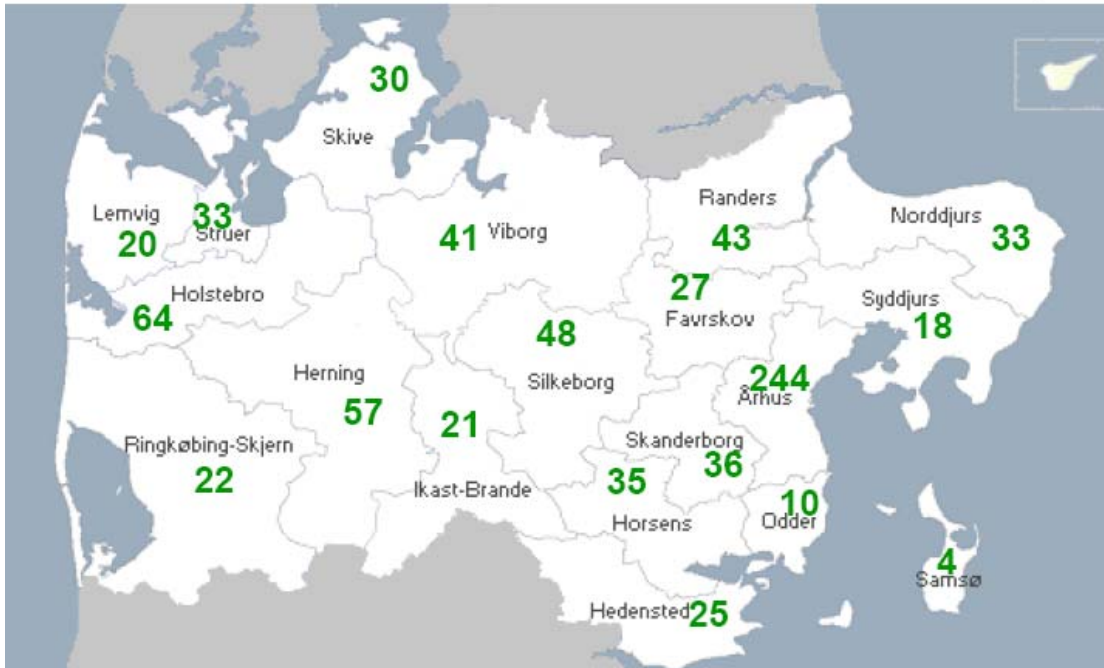 30
Skive
Lemvig
33
Struer
20
41
Viborg
Randers
43
Norddjurs
33
Holstebro
64
27
Favrskov
Syddjurs
18
48
Silkeborg
Herning
57
244
Århus
21
Ringkøbing-Skjern
22
Skanderborg
36
35
Ikast-Brande
Horsens
10
Odder
4
Samsø
Hedensted
25